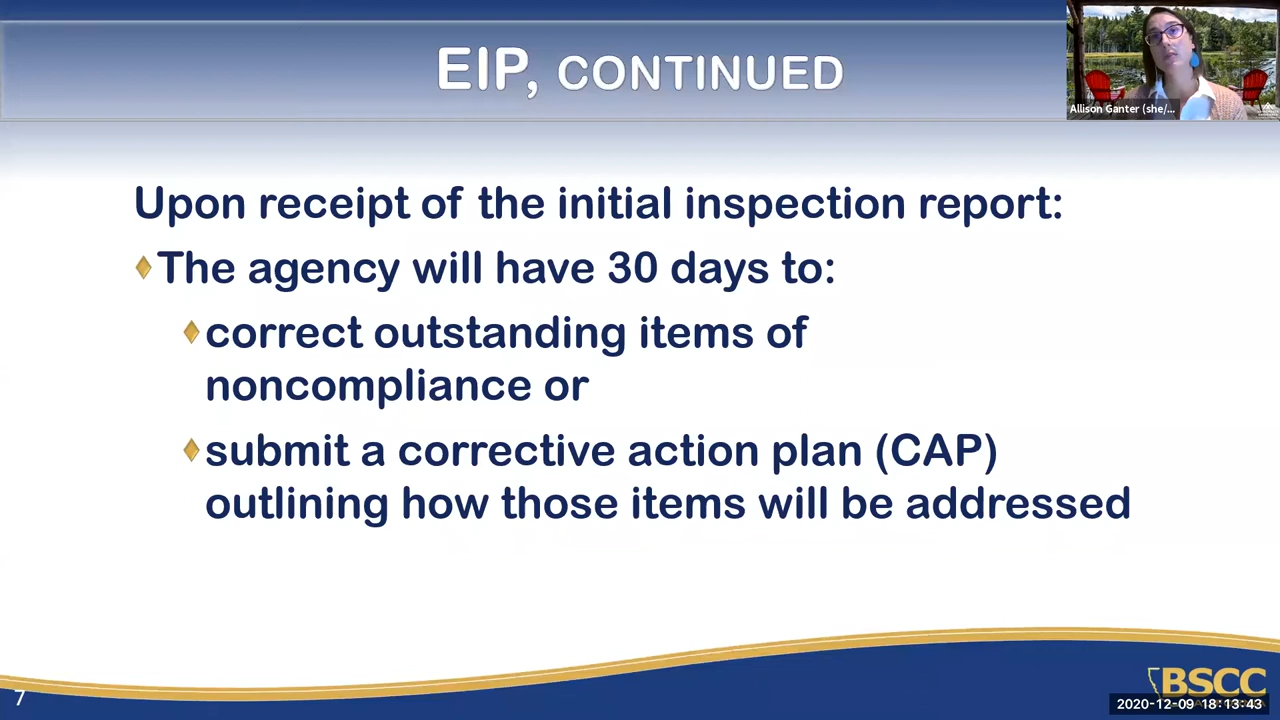 EIP, CONTINUED
Allison Ganter (she/...
Upon receipt of the initial inspection report:
The agency will have 30 days to:
correct outstanding items of
noncompliance or
submit a corrective action plan (CAP)
outlining how those items will be addressed
7
BSCC
2020-12-09 18:13:43